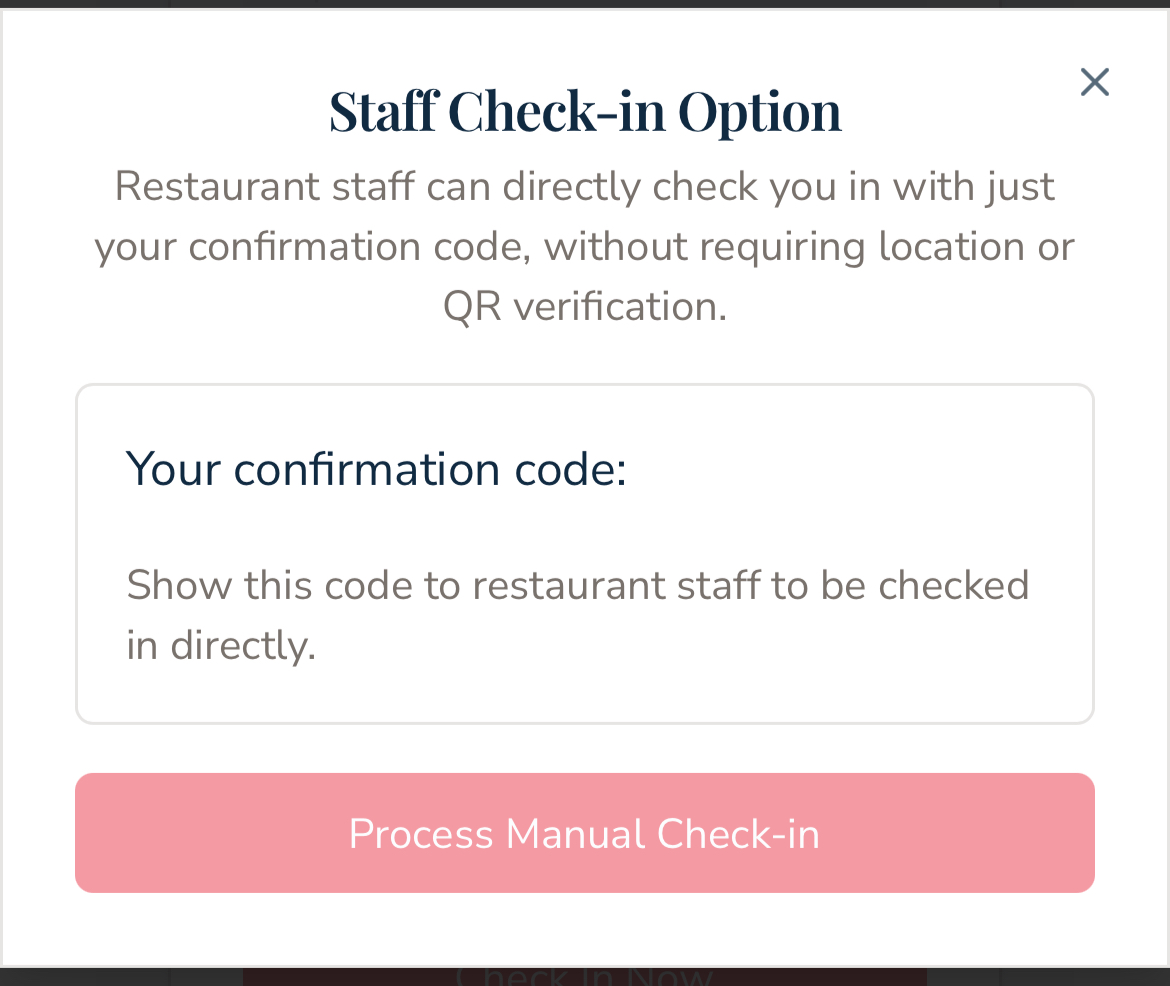 Staff Check-in Option
Restaurant staff can directly check you in with just
your confirmation code, without requiring location or
QR verification.
Your confirmation code:
Show this code to restaurant staff to be checked
in directly.
Process Manual Check-in
Check In Now